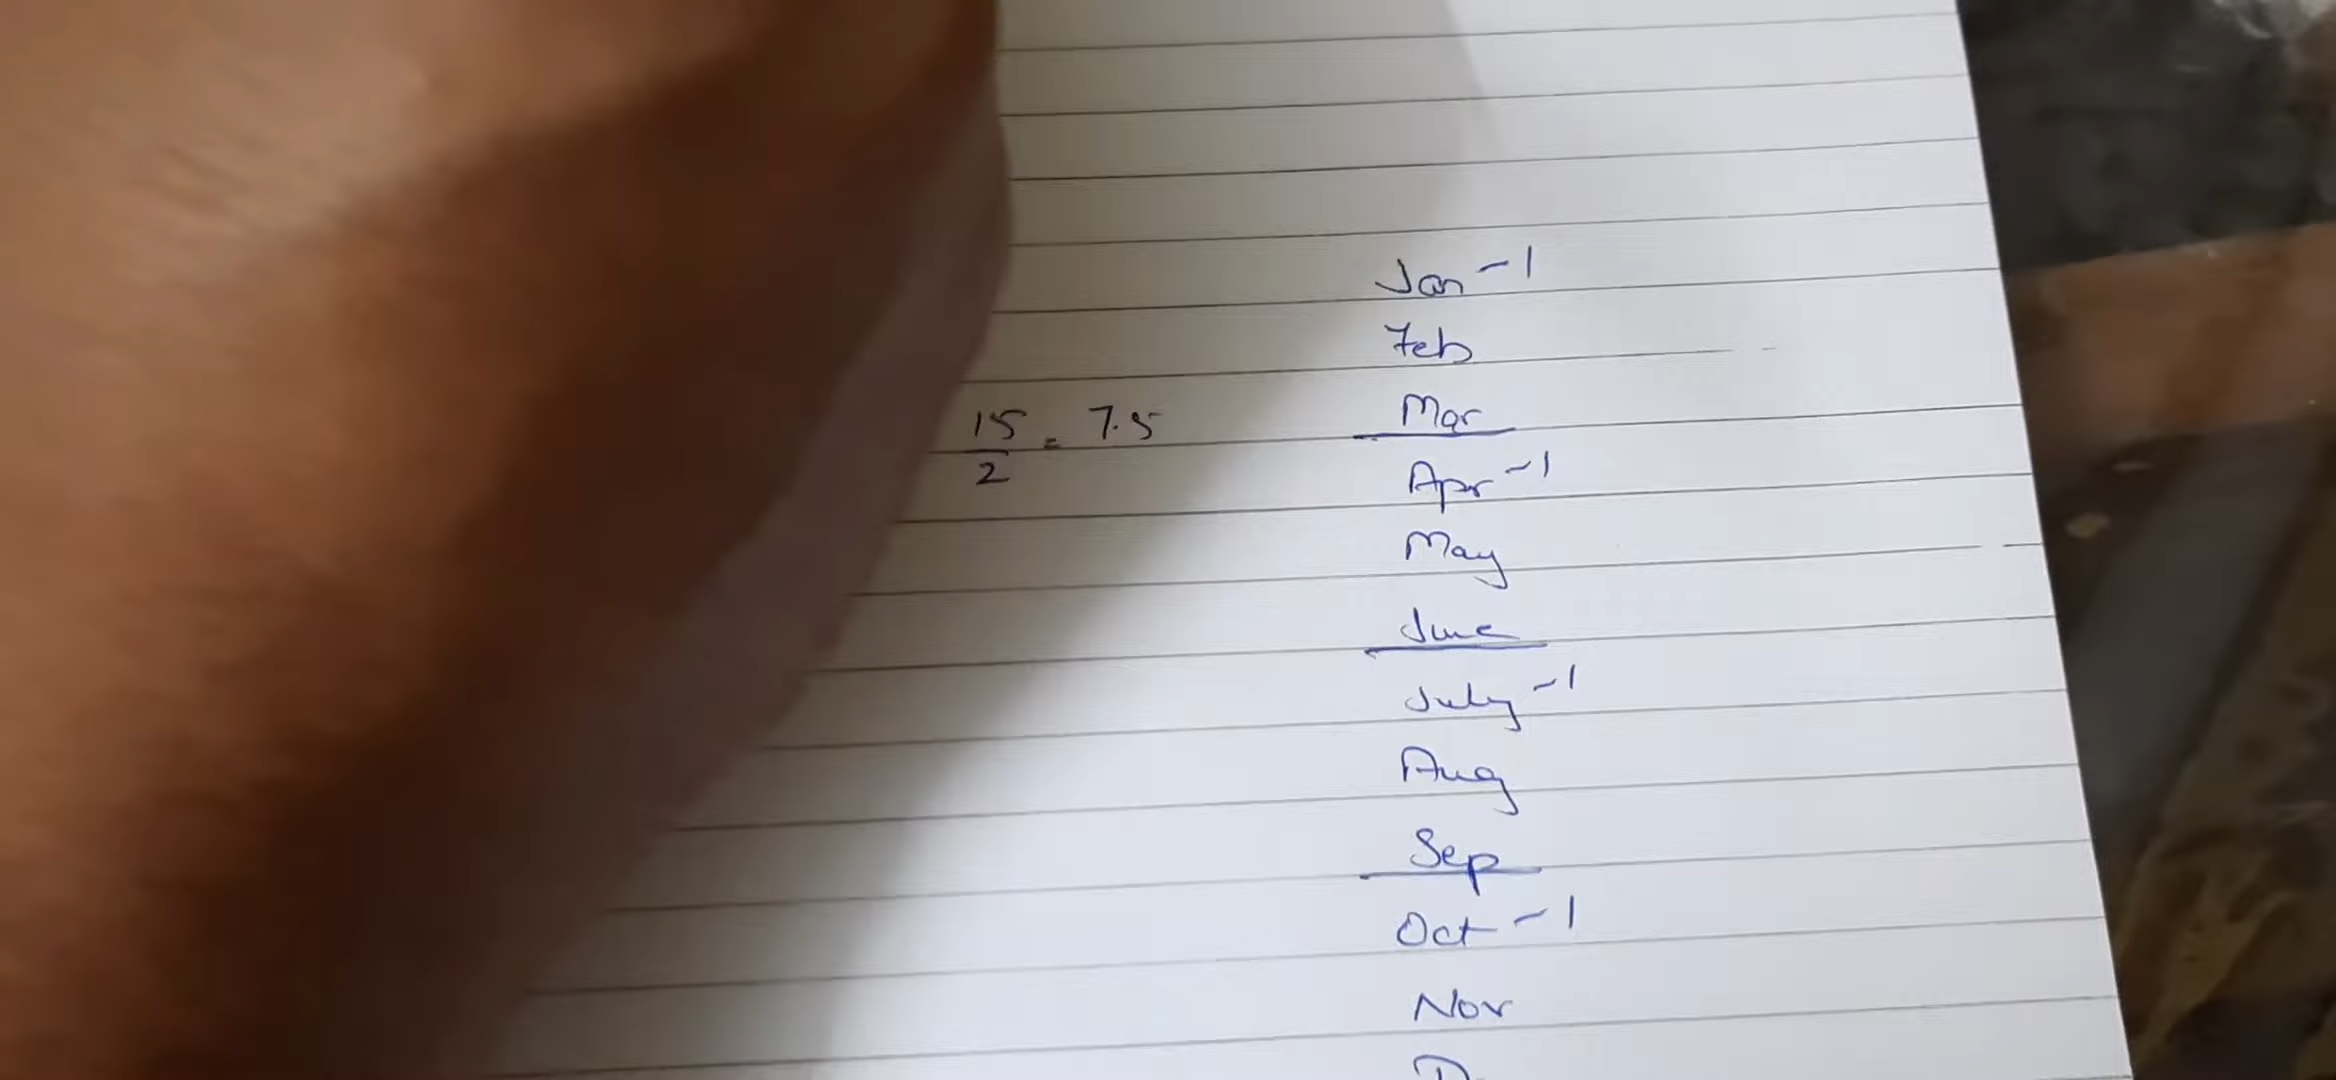 Jan - 1
Feb
15/2 = 7.5
Mar
Apr - 1
May
June
July - 1
Aug
Sep
Oct - 1
Nov